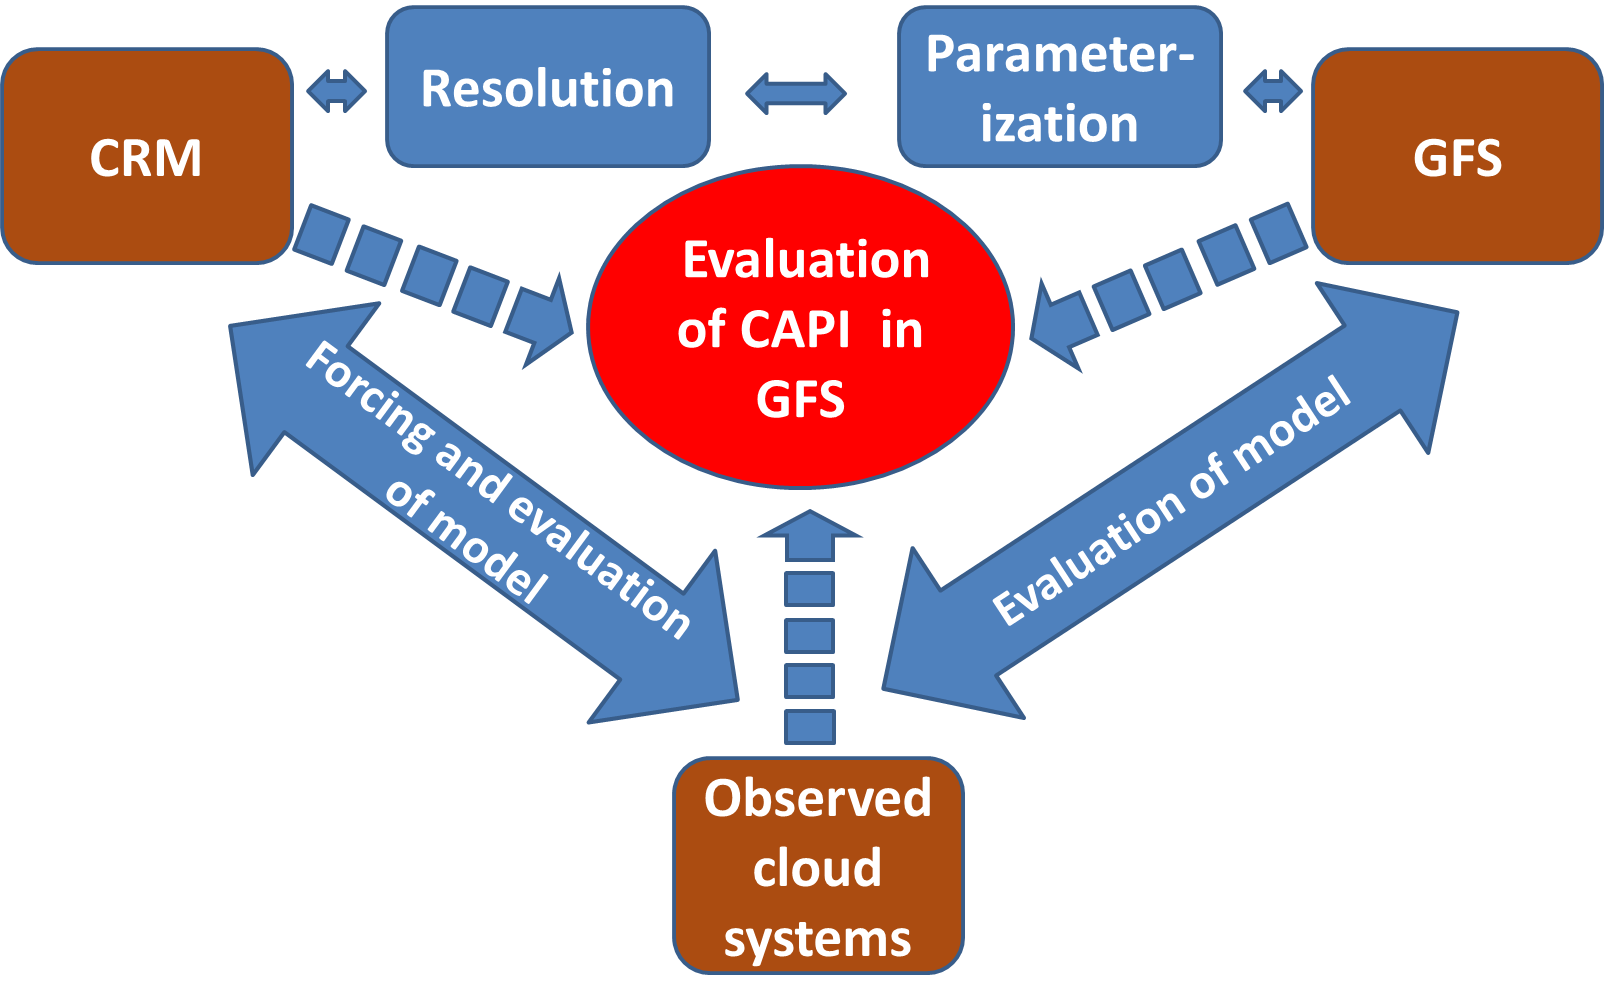 CRM
Resolution
Parameter-
ization
GFS
Evaluation
of CAPI in
GFS
Forcing and evaluation
of model
Evaluation of model
Observed
cloud
systems